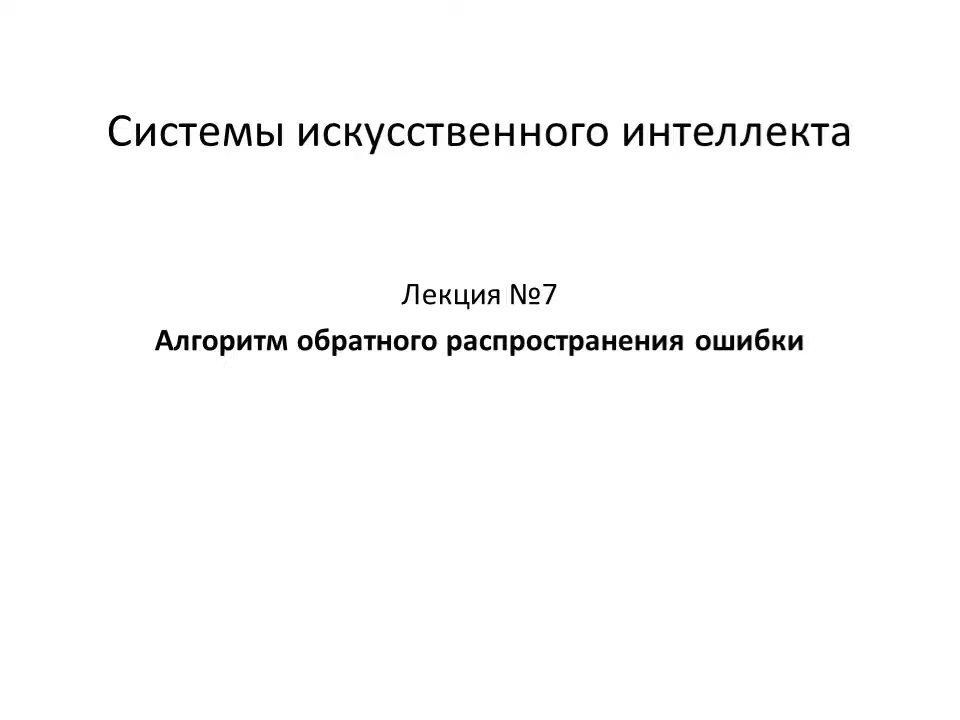 Системы искусственного интеллекта
Лекция №7
Алгоритм обратного распространения ошибки